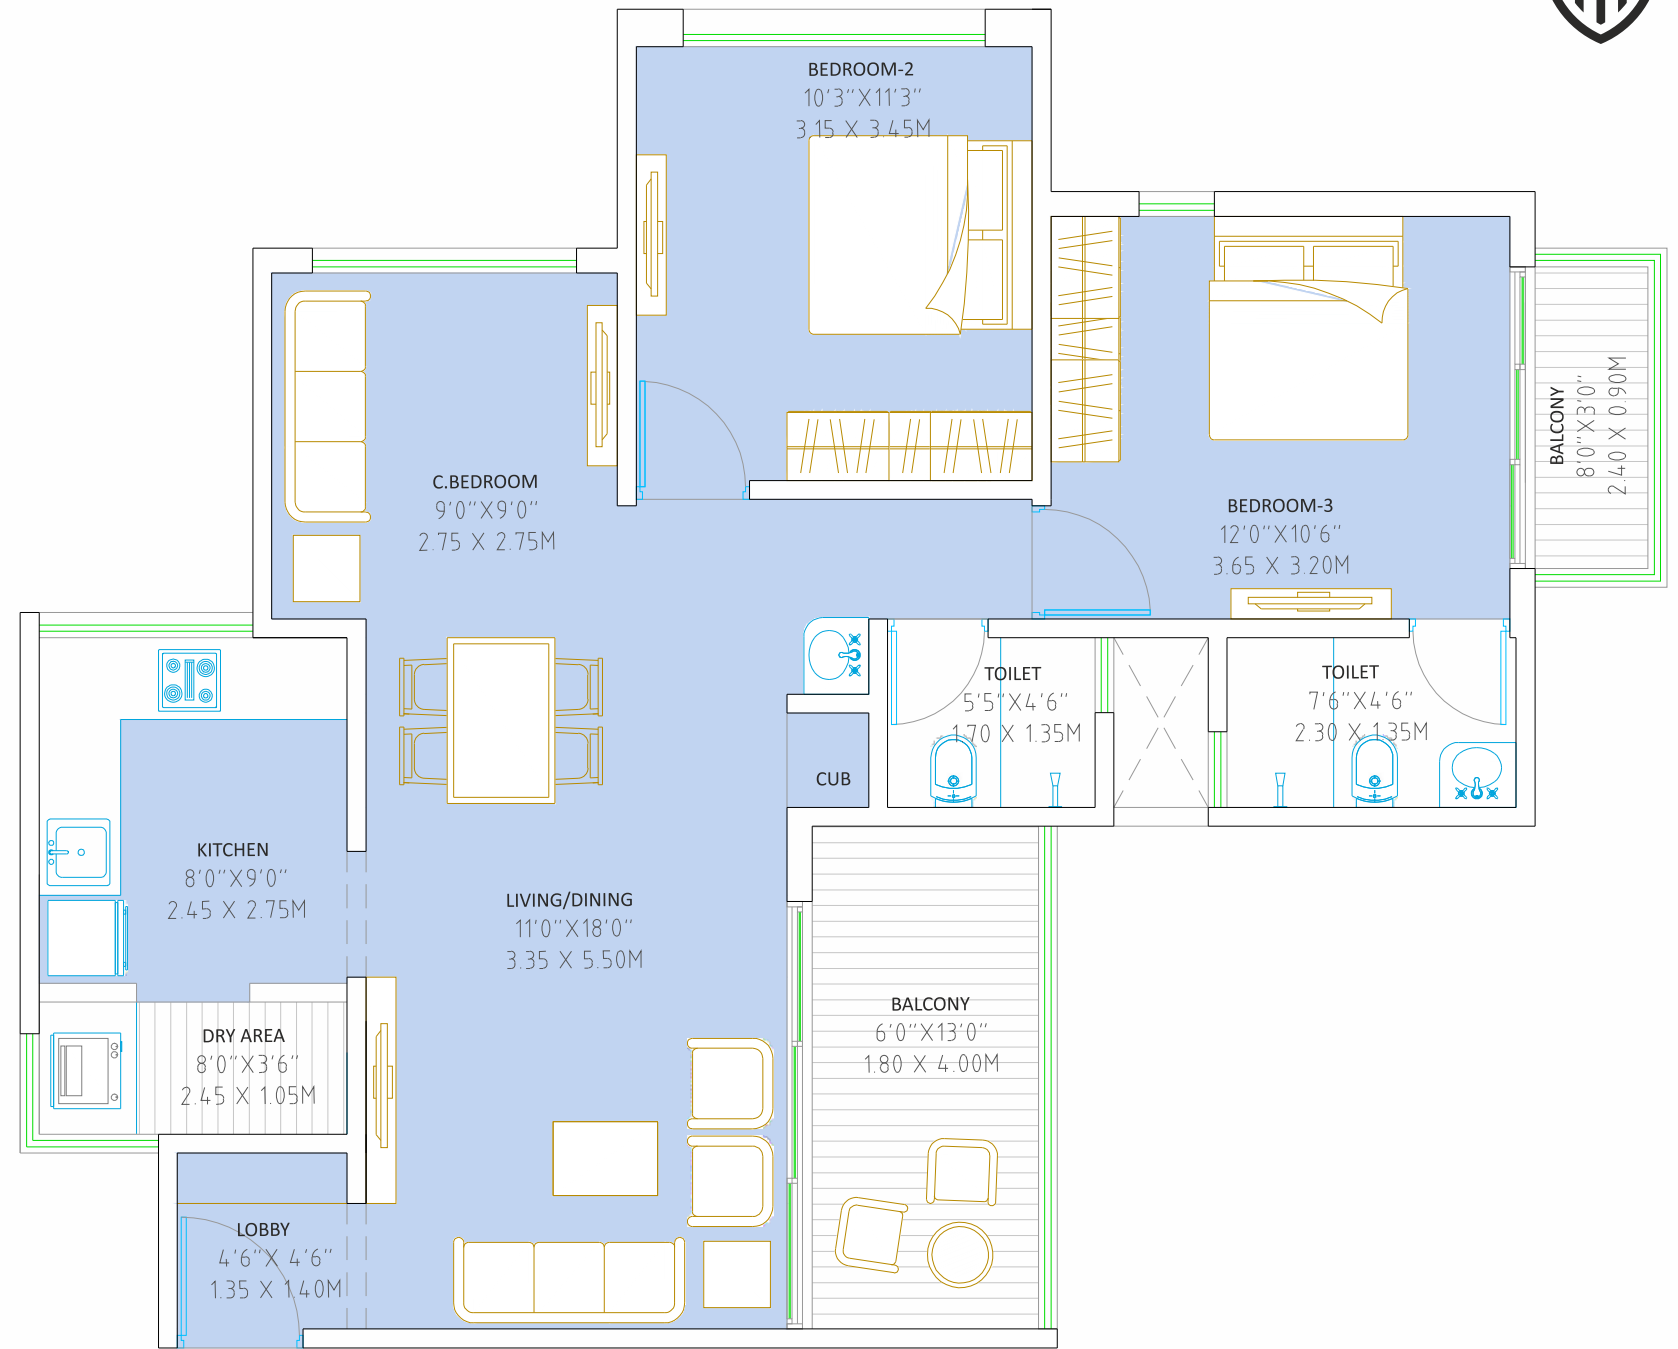 BEDROOM-2
10'3"X11'3"
3.15 X 3.45M
C.BEDROOM
9'0"X9'0"
2.75 X 2.75M
BEDROOM-3
12'0"X10'6"
3.65 X 3.20M
BALCONY
8'0"X3'0"
2.40 X 0.90M
TOILET
5'5"X4'6"
1.70 X 1.35M
TOILET
7'6"X4'6"
2.30 X 1.35M
CUB
KITCHEN
8'0"X9'0"
2.45 X 2.75M
LIVING/DINING
11'0"X18'0"
3.35 X 5.50M
BALCONY
6'0"X13'0"
1.80 X 4.00M
DRY AREA
8'0"X3'6"
2.45 X 1.05M
LOBBY
4'6"X 4'6"
1.35 X 1.40M